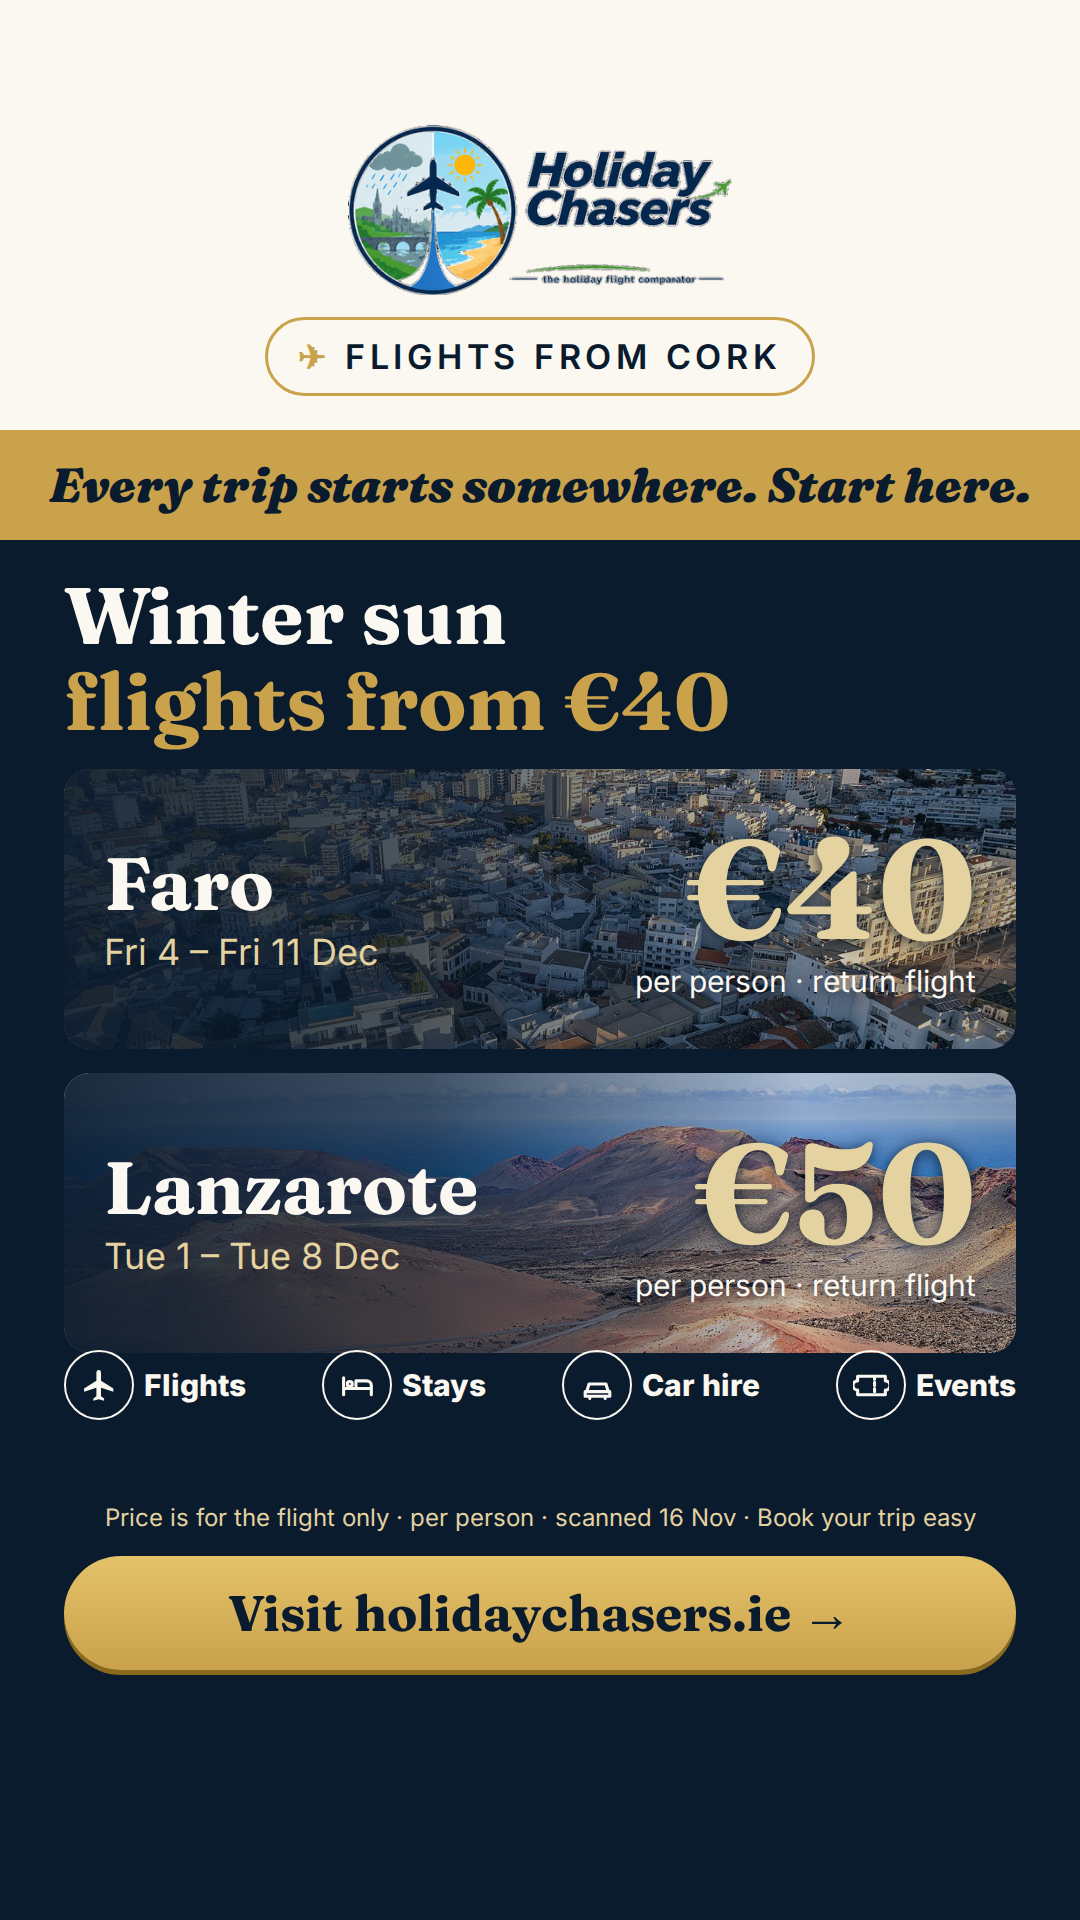 Holiday
Chasers
the holiday flight comparator
✈ FLIGHTS FROM CORK
Every trip starts somewhere. Start here.
Winter sun
flights from €40
Faro
Fri 4 – Fri 11 Dec
€40
per person · return flight
Lanzarote
Tue 1 – Tue 8 Dec
€50
per person · return flight
Flights
Stays
Car hire
Events
Price is for the flight only · per person · scanned 16 Nov · Book your trip easy
Visit holidaychasers.ie →